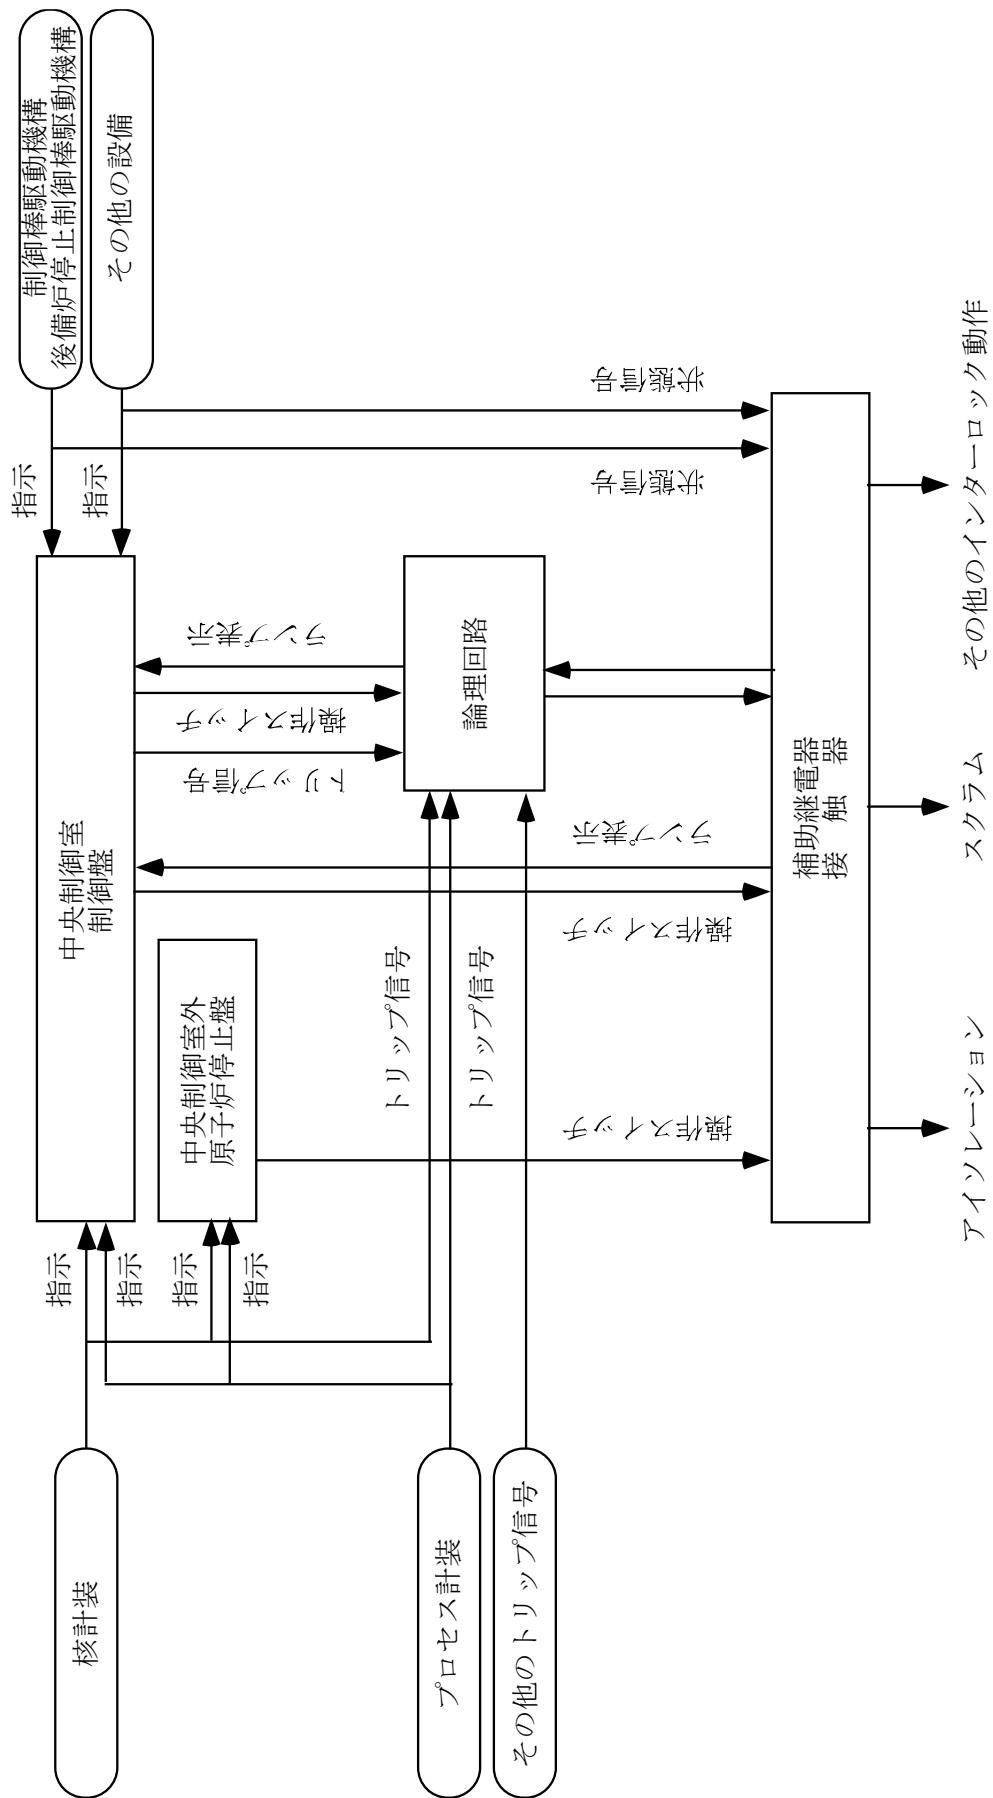 制御棒駆動機構
後備炉停止制御棒駆動機構
その他の設備
指示
指示
状態信号
状態信号
中央制御室
制御盤
ランプ表示
操作スイッチ
トリップ信号
論理回路
ランプ表示
操作スイッチ
中央制御室外
原子炉停止盤
トリップ信号
トリップ信号
操作スイッチ
補助継電器
接　触　器
指示
指示
指示
指示
核計装
プロセス計装
その他のトリップ信号
その他のインターロック動作
スクラム
アイソレーション